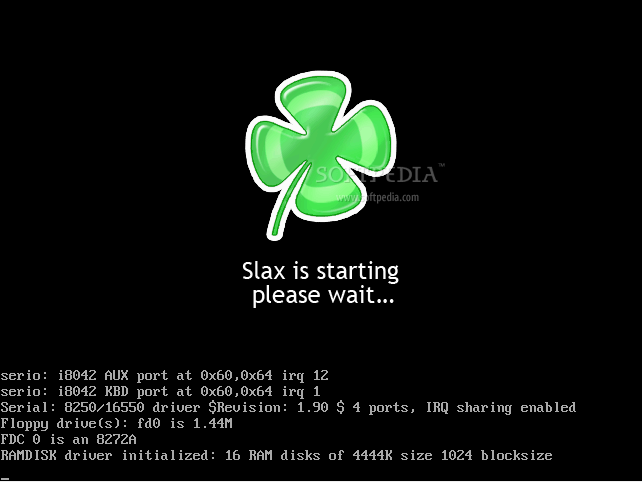 SOFTPEDIA™
www.softpedia.com
Slax is starting
please wait...
serio: i8042 AUX port at 0x60,0x64 irq 12
serio: i8042 KBD port at 0x60,0x64 irq 1
Serial: 8250/16550 driver $Revision: 1.90 $ 4 ports, IRQ sharing enabled
Floppy drive(s): fd0 is 1.44M
FDC 0 is an 8272A
RAMDISK driver initialized: 16 RAM disks of 4444K size 1024 blocksize
_